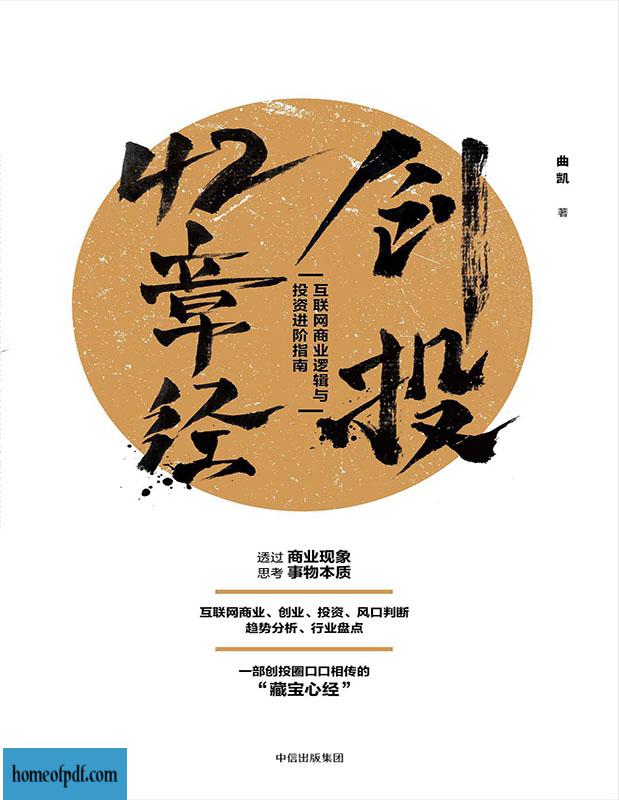 创投
42章经
互联网商业逻辑与
投资进阶指南
曲凯 著
透过 商业现象
思考 事物本质
互联网商业、创业、投资、风口判断
趋势分析、行业盘点
一部创投圈口口相传的
“藏宝心经”
中信出版集团
homeofpdf.com